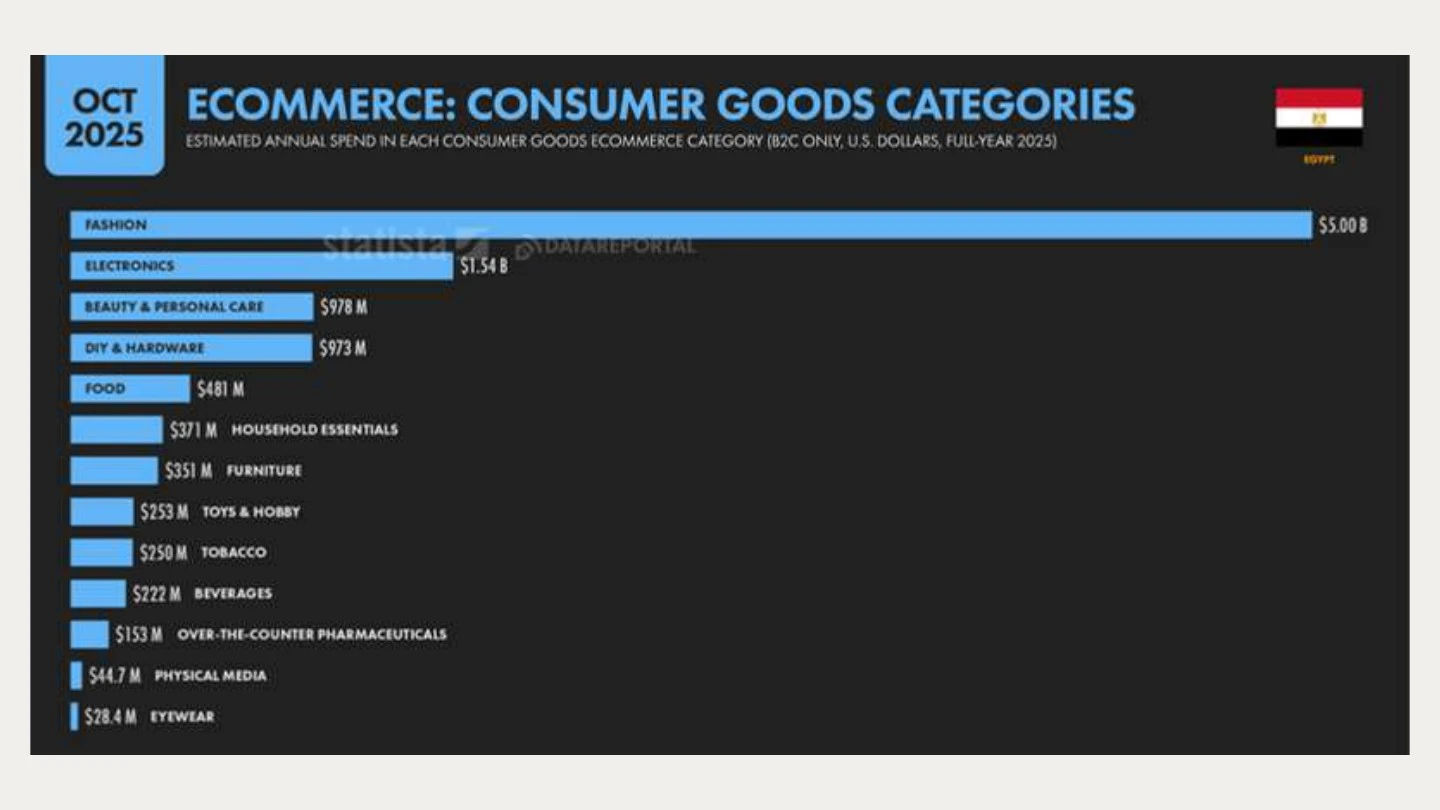 OCT
2025
ECOMMERCE: CONSUMER GOODS CATEGORIES
ESTIMATED ANNUAL SPEND IN EACH CONSUMER GOODS ECOMMERCE CATEGORY (B2C ONLY, U.S. DOLLARS, FULL-YEAR 2025)
EGYPT
FASHION $5.00 B
statista DATAREPORTAL
ELECTRONICS $1.54 B
BEAUTY & PERSONAL CARE $978 M
DIY & HARDWARE $973 M
FOOD $481 M
$371 M HOUSEHOLD ESSENTIALS
$351 M FURNITURE
$253 M TOYS & HOBBY
$250 M TOBACCO
$222 M BEVERAGES
$153 M OVER-THE-COUNTER PHARMACEUTICALS
$44.7 M PHYSICAL MEDIA
$28.4 M EYEWEAR